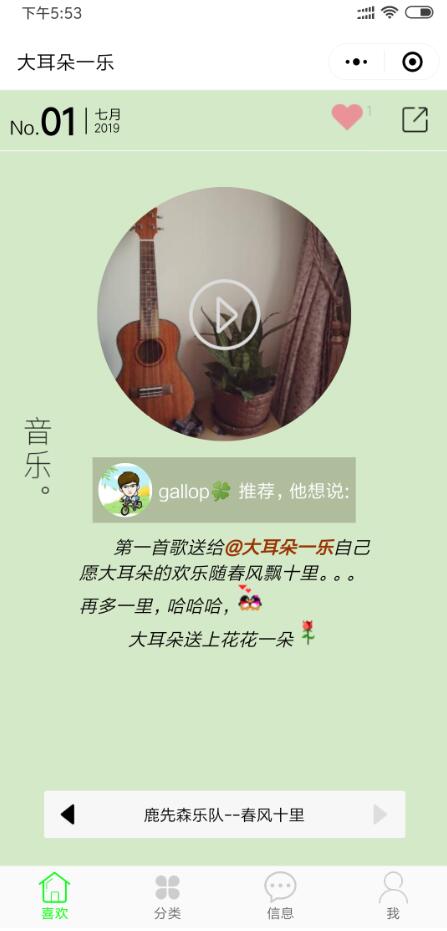 下午5:53
大耳朵一乐
No.01
七月
2019
1
音乐。
gallop 推荐，他想说:
第一首歌送给@大耳朵一乐自己
愿大耳朵的欢乐随春风飘十里。。。
再多一里，哈哈哈，
大耳朵送上花花一朵
鹿先森乐队--春风十里
喜欢
分类
信息
我